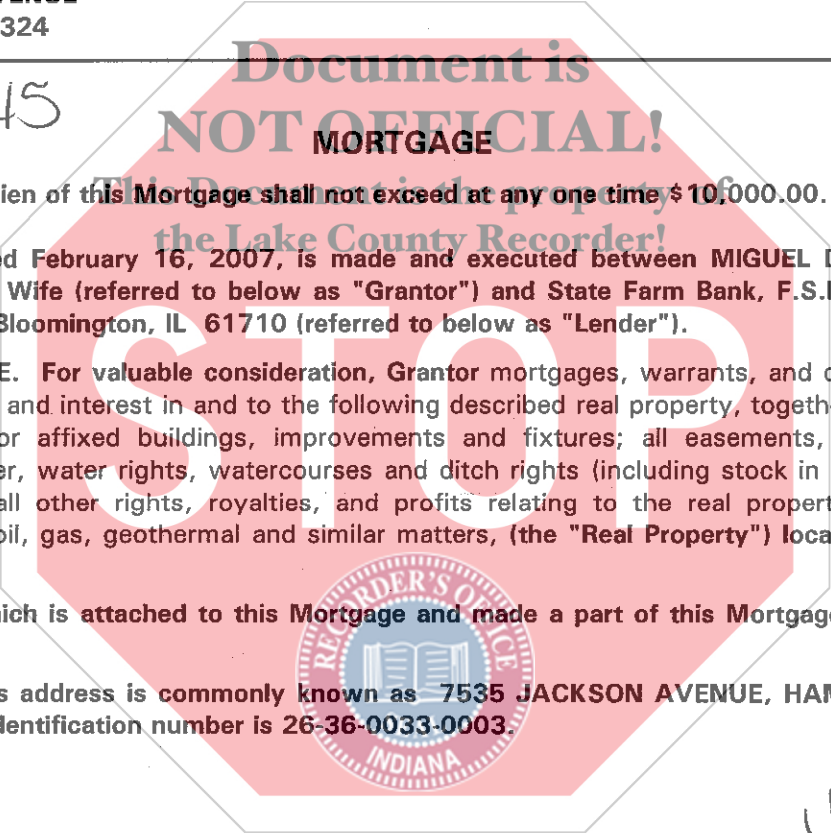 324
45
Document is
NOT OFFICIAL!
MORTGAGE
This Document is the property of
the Lake County Recorder!
ien of this Mortgage shall not exceed at any one time $10,000.00.
d February 16, 2007, is made and executed between MIGUEL D
Wife (referred to below as "Grantor") and State Farm Bank, F.S.
Bloomington, IL 61710 (referred to below as "Lender").
E. For valuable consideration, Grantor mortgages, warrants, and
and interest in and to the following described real property, togeth
or affixed buildings, improvements and fixtures; all easements,
er, water rights, watercourses and ditch rights (including stock in
all other rights, royalties, and profits relating to the real propert
oil, gas, geothermal and similar matters, (the "Real Property") loca
STOP
ich is attached to this Mortgage and made a part of this Mortgag
s address is commonly known as 7535 JACKSON AVENUE, HAM
dentification number is 26-36-0033-0003.
RECORDER'S OFFICE
INDIANA